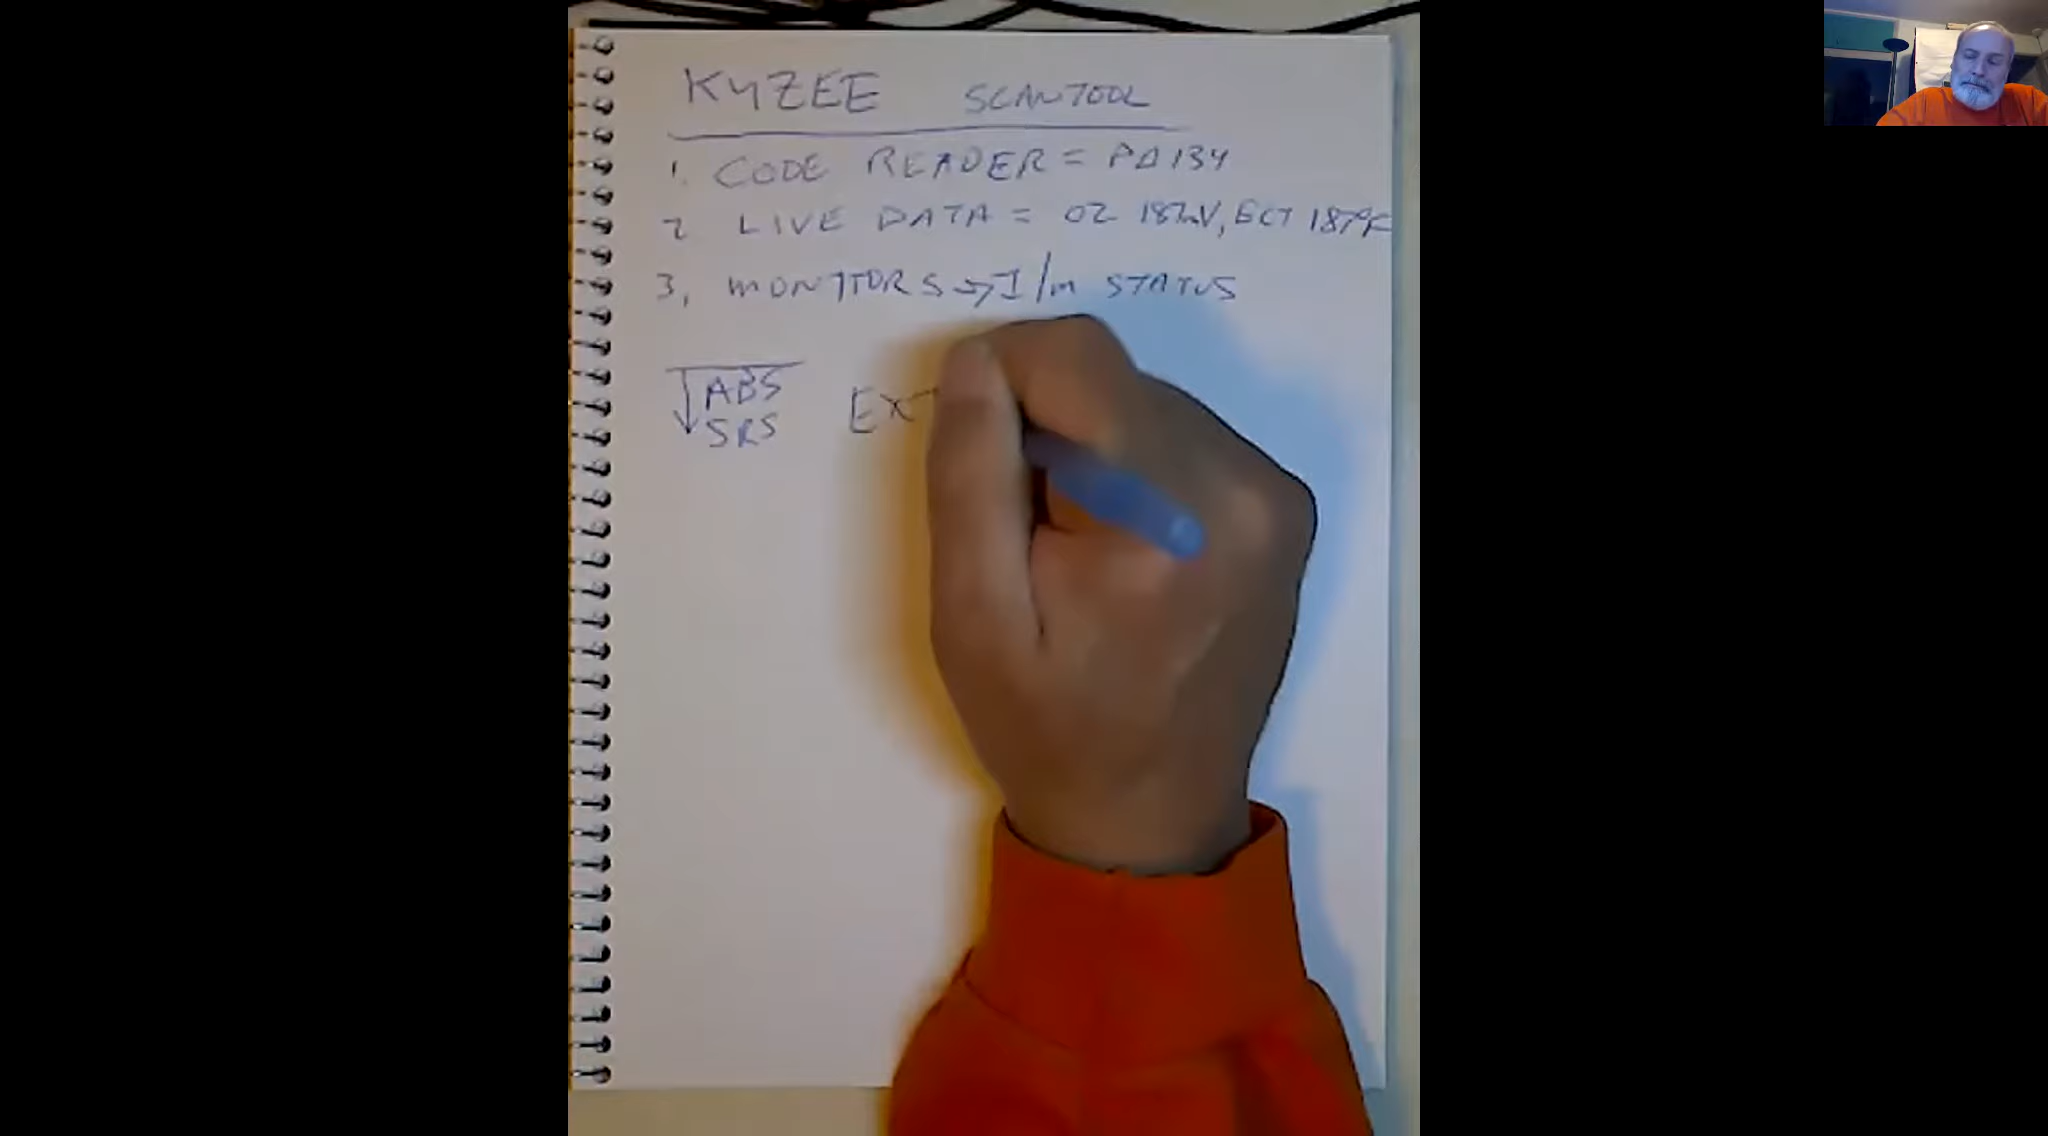 KYZEE SCANTOOL
1. CODE READER = P0134
2 LIVE DATA = O2 187mV, ECT 187°F
3, MONITORS → I/M STATUS
↓ ABS Ex
SRS